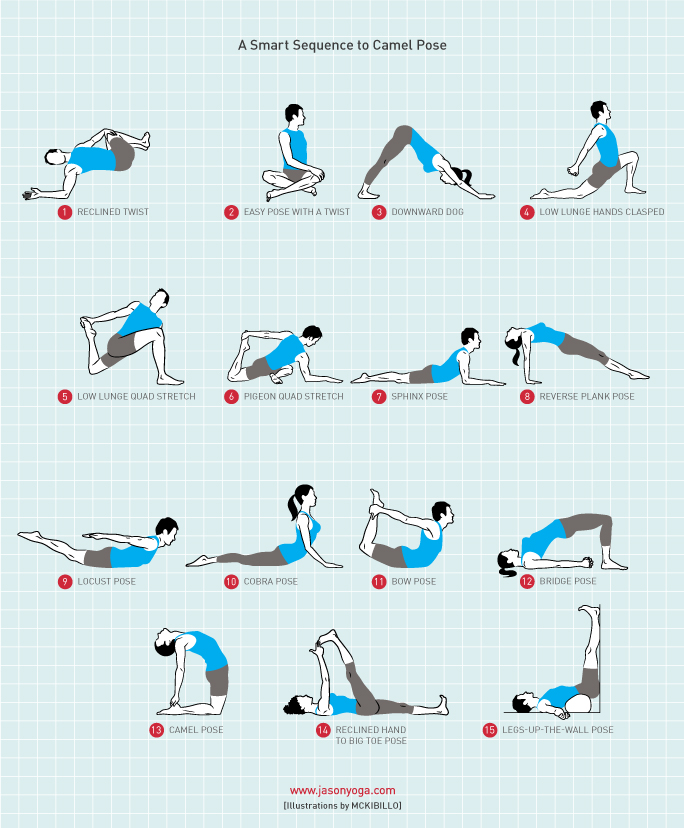 A Smart Sequence to Camel Pose
1 RECLINED TWIST
2 EASY POSE WITH A TWIST
3 DOWNWARD DOG
4 LOW LUNGE HANDS CLASPED
5 LOW LUNGE QUAD STRETCH
6 PIGEON QUAD STRETCH
7 SPHINX POSE
8 REVERSE PLANK POSE
9 LOCUST POSE
10 COBRA POSE
11 BOW POSE
12 BRIDGE POSE
13 CAMEL POSE
14 RECLINED HAND
TO BIG TOE POSE
15 LEGS-UP-THE-WALL POSE
www.jasonyoga.com
[Illustrations by MCKIBILLO]